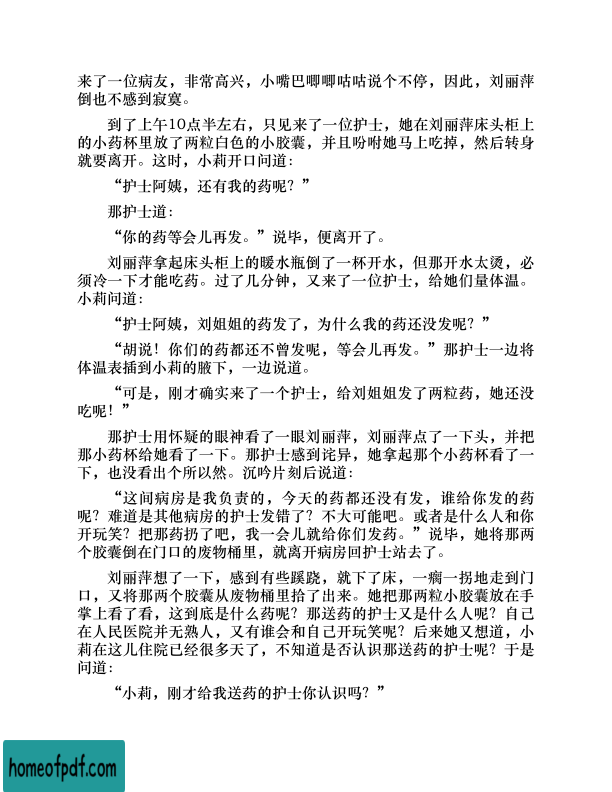 来了一位病友，非常高兴，小嘴巴唧唧咕咕说个不停，因此，刘丽萍
倒也不感到寂寞。
到了上午10点半左右，只见来了一位护士，她在刘丽萍床头柜上
的小药杯里放了两粒白色的小胶囊，并且吩咐她马上吃掉，然后转身
就要离开。这时，小莉开口问道：
“护士阿姨，还有我的药呢？”
那护士道：
“你的药等会儿再发。”说毕，便离开了。
刘丽萍拿起床头柜上的暖水瓶倒了一杯开水，但那开水太烫，必
须冷一下才能吃药。过了几分钟，又来了一位护士，给她们量体温。
小莉问道：
“护士阿姨，刘姐姐的药发了，为什么我的药还没发呢？”
“胡说！你们的药都还不曾发呢，等会儿再发。”那护士一边将
体温表插到小莉的腋下，一边说道。
“可是，刚才确实来了一个护士，给刘姐姐发了两粒药，她还没
吃呢！”
那护士用怀疑的眼神看了一眼刘丽萍，刘丽萍点了一下头，并把
那小药杯给她看了一下。那护士感到诧异，她拿起那个小药杯看了一
下，也没看出个所以然。沉吟片刻后说道：
“这间病房是我负责的，今天的药都还没有发，谁给你发的药
呢？难道是其他病房的护士发错了？不大可能吧。或者是什么人和你
开玩笑？把那药扔了吧，我一会儿就给你们发药。”说毕，她将那两
个胶囊倒在门口的废物桶里，就离开病房回护士站去了。
刘丽萍想了一下，感到有些蹊跷，就下了床，一瘸一拐地走到门
口，又将那两个胶囊从废物桶里拾了出来。她把那两粒小胶囊放在手
掌上看了看，这到底是什么药呢？那送药的护士又是什么人呢？自己
在人民医院并无熟人，又有谁会和自己开玩笑呢？后来她又想道，小
莉在这儿住院已经很多天了，不知道是否认识那送药的护士呢？于是
问道：
“小莉，刚才给我送药的护士你认识吗？”
homeofpdf.com